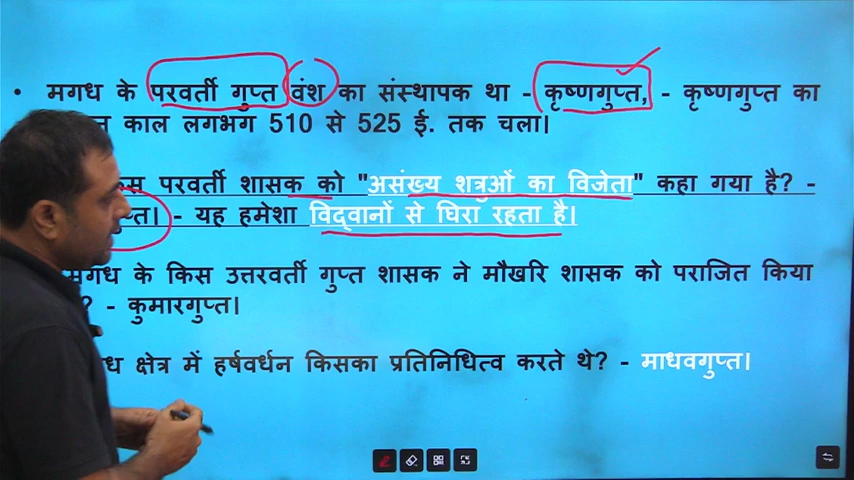 • मगध के परवर्ती गुप्त वंश का संस्थापक था - कृष्णगुप्त, - कृष्णगुप्त का
काल लगभग 510 से 525 ई. तक चला।
परवर्ती शासक को "असंख्य शत्रुओं का विजेता" कहा गया है? -
- यह हमेशा विद्वानों से घिरा रहता है।
मगध के किस उत्तरवर्ती गुप्त शासक ने मौखरि शासक को पराजित किया
? - कुमारगुप्त।
क्षेत्र में हर्षवर्धन किसका प्रतिनिधित्व करते थे? - माधवगुप्त।